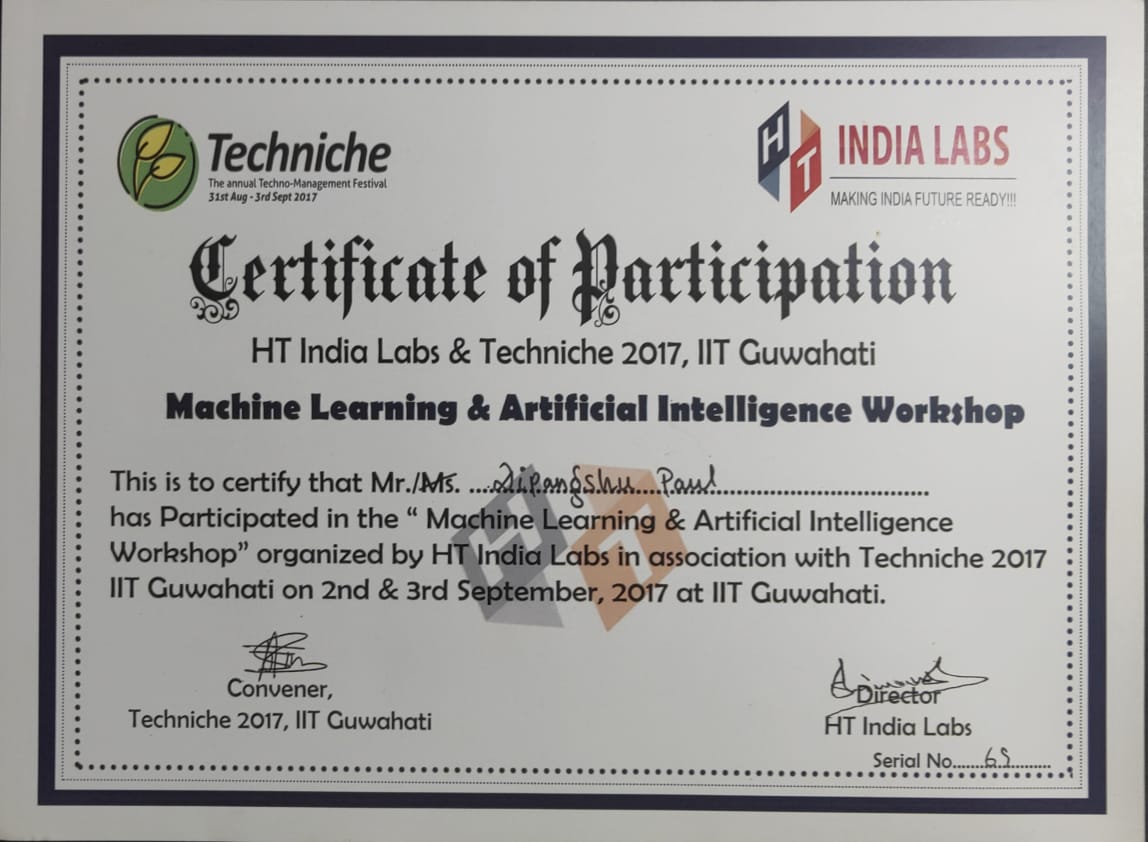 Techniche
The annual Techno-Management Festival
31st Aug - 3rd Sept 2017
HT
INDIA LABS
MAKING INDIA FUTURE READY!!!
Certificate of Participation
HT India Labs & Techniche 2017, IIT Guwahati
Machine Learning & Artificial Intelligence Workshop
This is to certify that Mr./Ms. ....Dipangshu....Paul..............................
has Participated in the “ Machine Learning & Artificial Intelligence
Workshop” organized by HT India Labs in association with Techniche 2017
IIT Guwahati on 2nd & 3rd September, 2017 at IIT Guwahati.
Convener,
Techniche 2017, IIT Guwahati
Director
HT India Labs
Serial No.